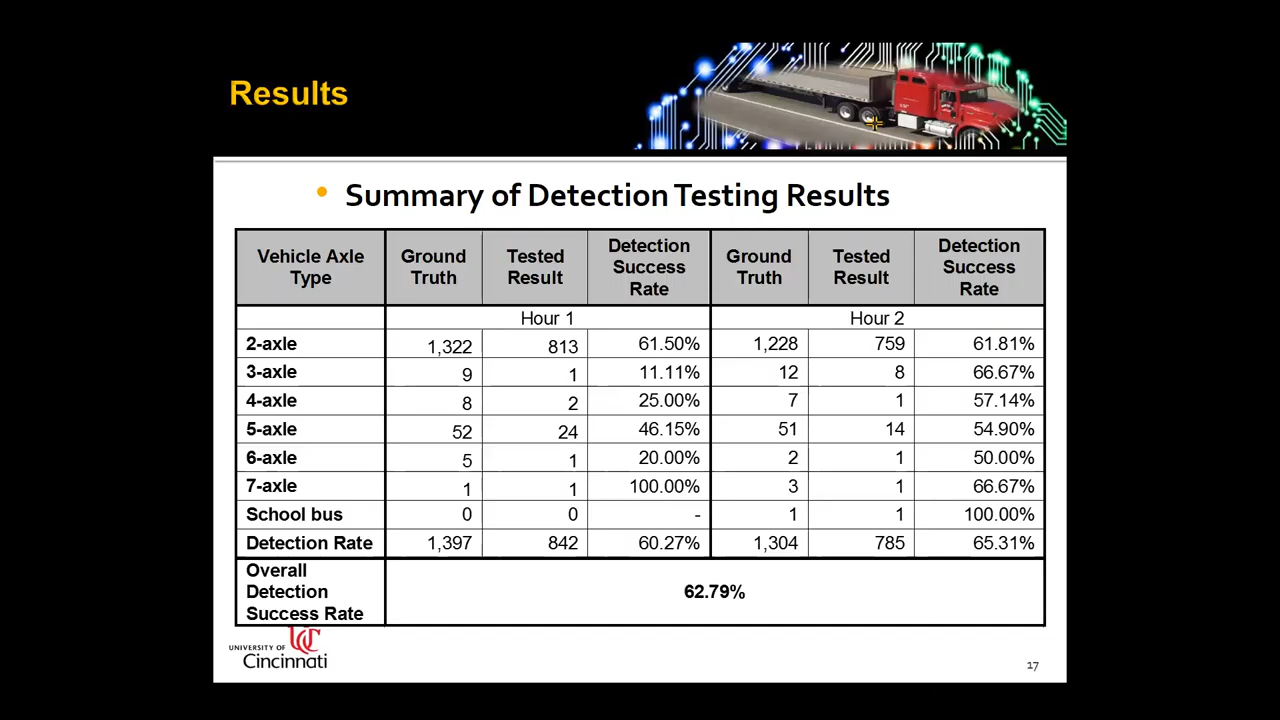 Results
• Summary of Detection Testing Results
Vehicle Axle Type Ground Truth Tested Result Detection Success Rate Ground Truth Tested Result Detection Success Rate
Hour 1 Hour 2
2-axle 1,322 813 61.50% 1,228 759 61.81%
3-axle 9 1 11.11% 12 8 66.67%
4-axle 8 2 25.00% 7 1 57.14%
5-axle 52 24 46.15% 51 14 54.90%
6-axle 5 1 20.00% 2 1 50.00%
7-axle 1 1 100.00% 3 1 66.67%
School bus 0 0 - 1 1 100.00%
Detection Rate 1,397 842 60.27% 1,304 785 65.31%
Overall Detection Success Rate 62.79%
UNIVERSITY OF
Cincinnati
17